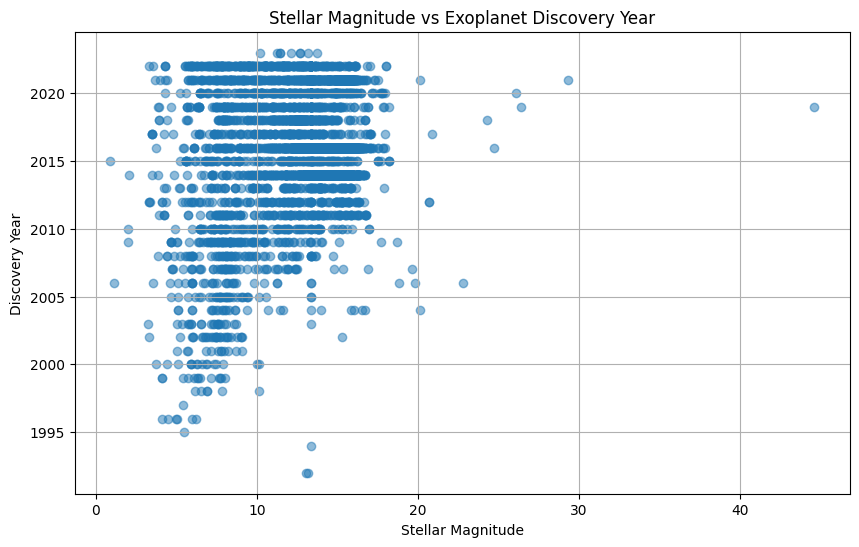 Stellar Magnitude vs Exoplanet Discovery Year
Discovery Year
2020
2015
2010
2005
2000
1995
0 10 20 30 40
Stellar Magnitude